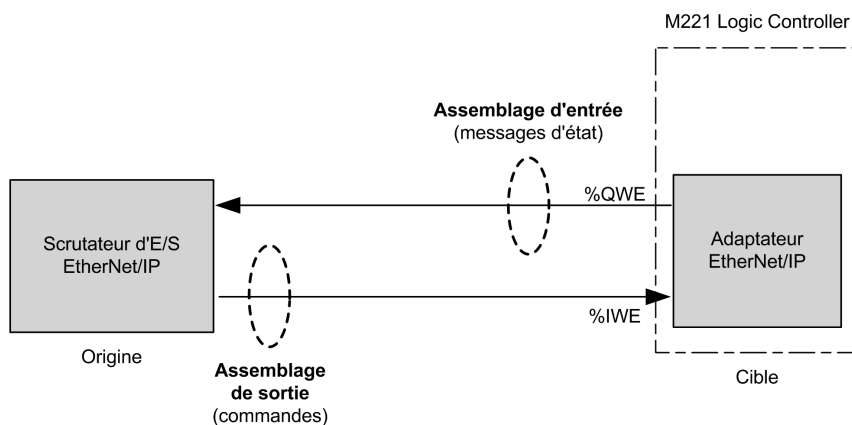 M221 Logic Controller
Assemblage d'entrée
(messages d'état)
%QWE
Scrutateur d'E/S
EtherNet/IP
Adaptateur
EtherNet/IP
%IWE
Origine
Assemblage
de sortie
(commandes)
Cible